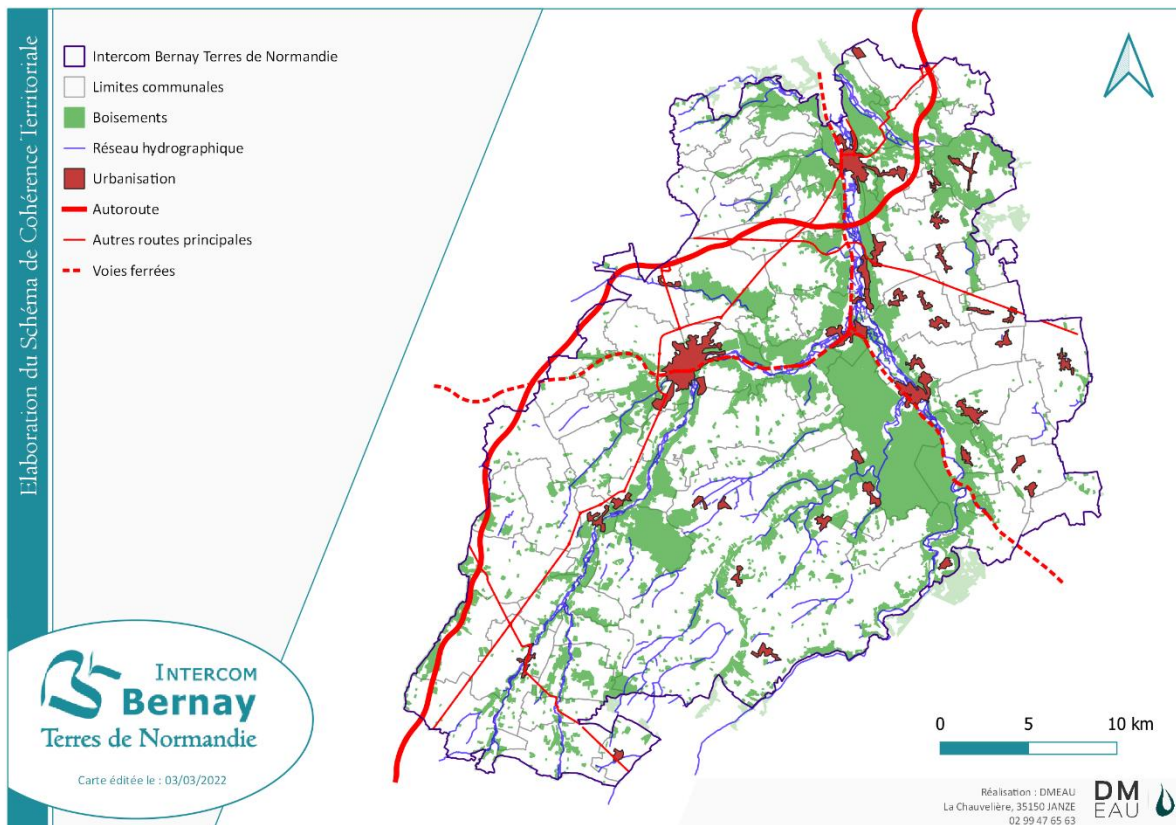 Elaboration du Schéma de Cohérence Territoriale
Intercom Bernay Terres de Normandie
Limites communales
Boisements
Réseau hydrographique
Urbanisation
Autoroute
Autres routes principales
Voies ferrées
INTERCOM
Bernay
Terres de Normandie
Carte éditée le : 03/03/2022
0 5 10 km
Réalisation : DMEAU
La Chauvelière, 35150 JANZE
02 99 47 65 63
DM
EAU